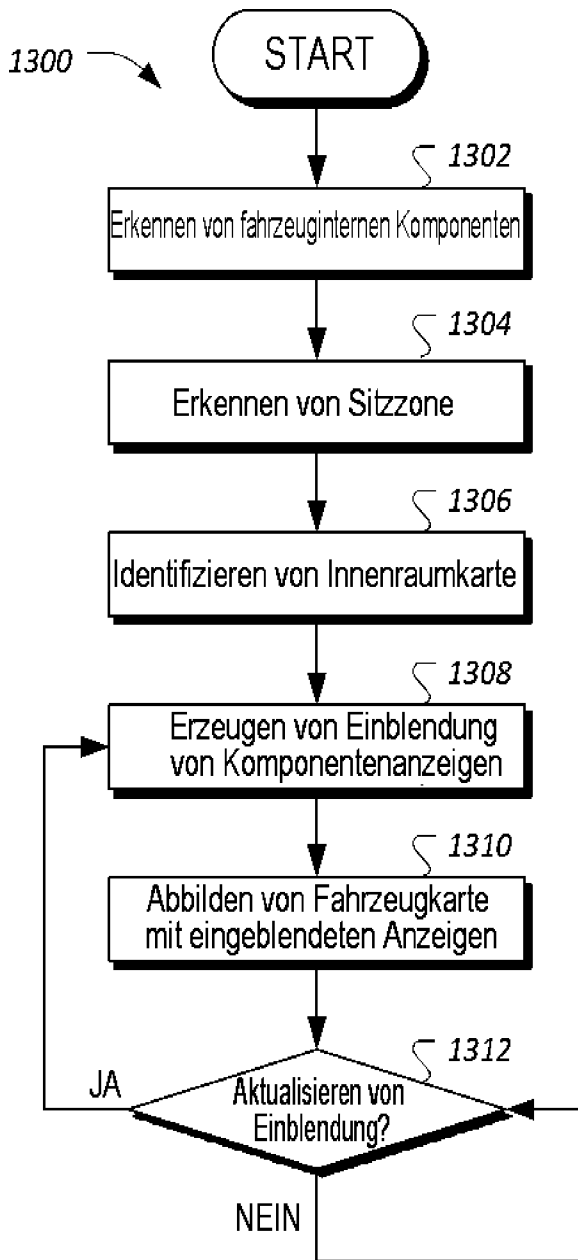 1300
START
1302
Erkennen von fahrzeuginternen Komponenten
1304
Erkennen von Sitzzone
1306
Identifizieren von Innenraumkarte
1308
Erzeugen von Einblendung
von Komponentenanzeigen
1310
Abbilden von Fahrzeugkarte
mit eingeblendeten Anzeigen
1312
JA
Aktualisieren von
Einblendung?
NEIN